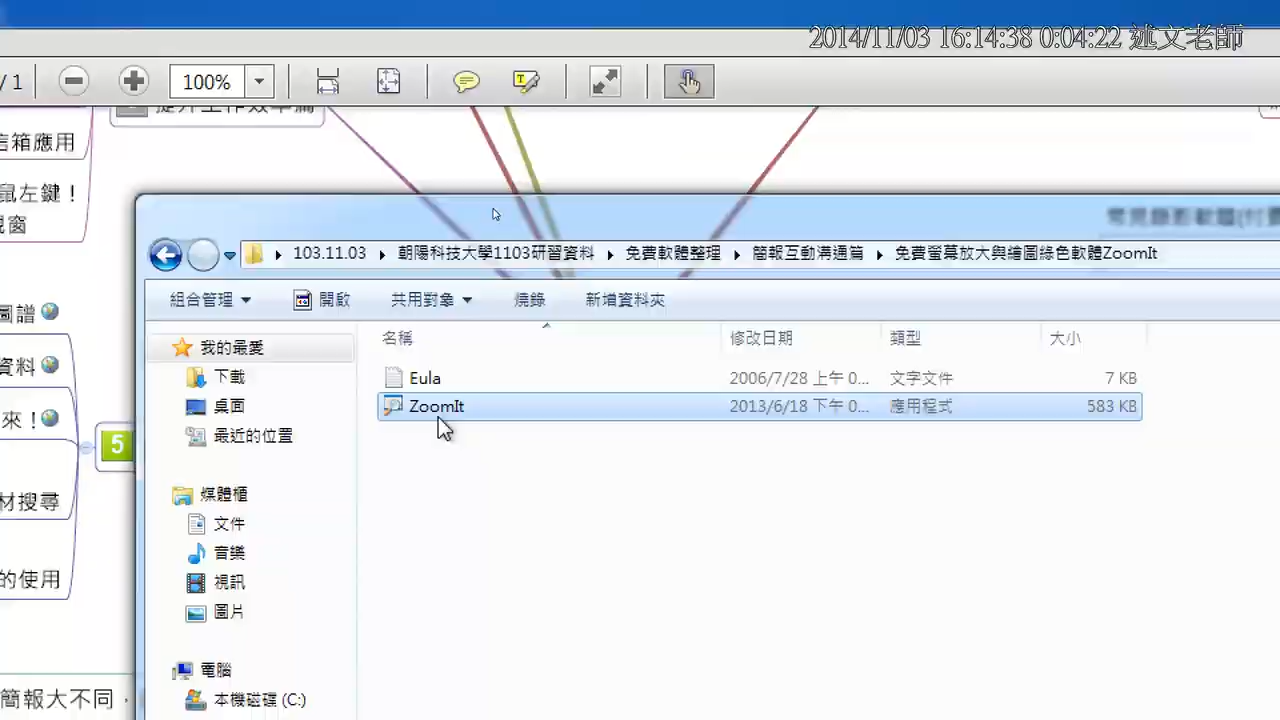 2014/11/03 16:14:38 0:04:22 述文老師
/ 1
100%
提升工作效率篇
信箱應用
鼠左鍵！
視窗
圖譜
資料
來！
5
材搜尋
的使用
簡報大不同，
103.11.03 朝陽科技大學1103研習資料 免費軟體整理 簡報互動溝通篇 免費螢幕放大與繪圖綠色軟體ZoomIt
組合管理 開啟 共用對象 燒錄 新增資料夾
名稱 修改日期 類型 大小
Eula 2006/7/28 上午 0... 文字文件 7 KB
ZoomIt 2013/6/18 下午 0... 應用程式 583 KB
我的最愛
下載
桌面
最近的位置
媒體櫃
文件
音樂
視訊
圖片
電腦
本機磁碟 (C:)